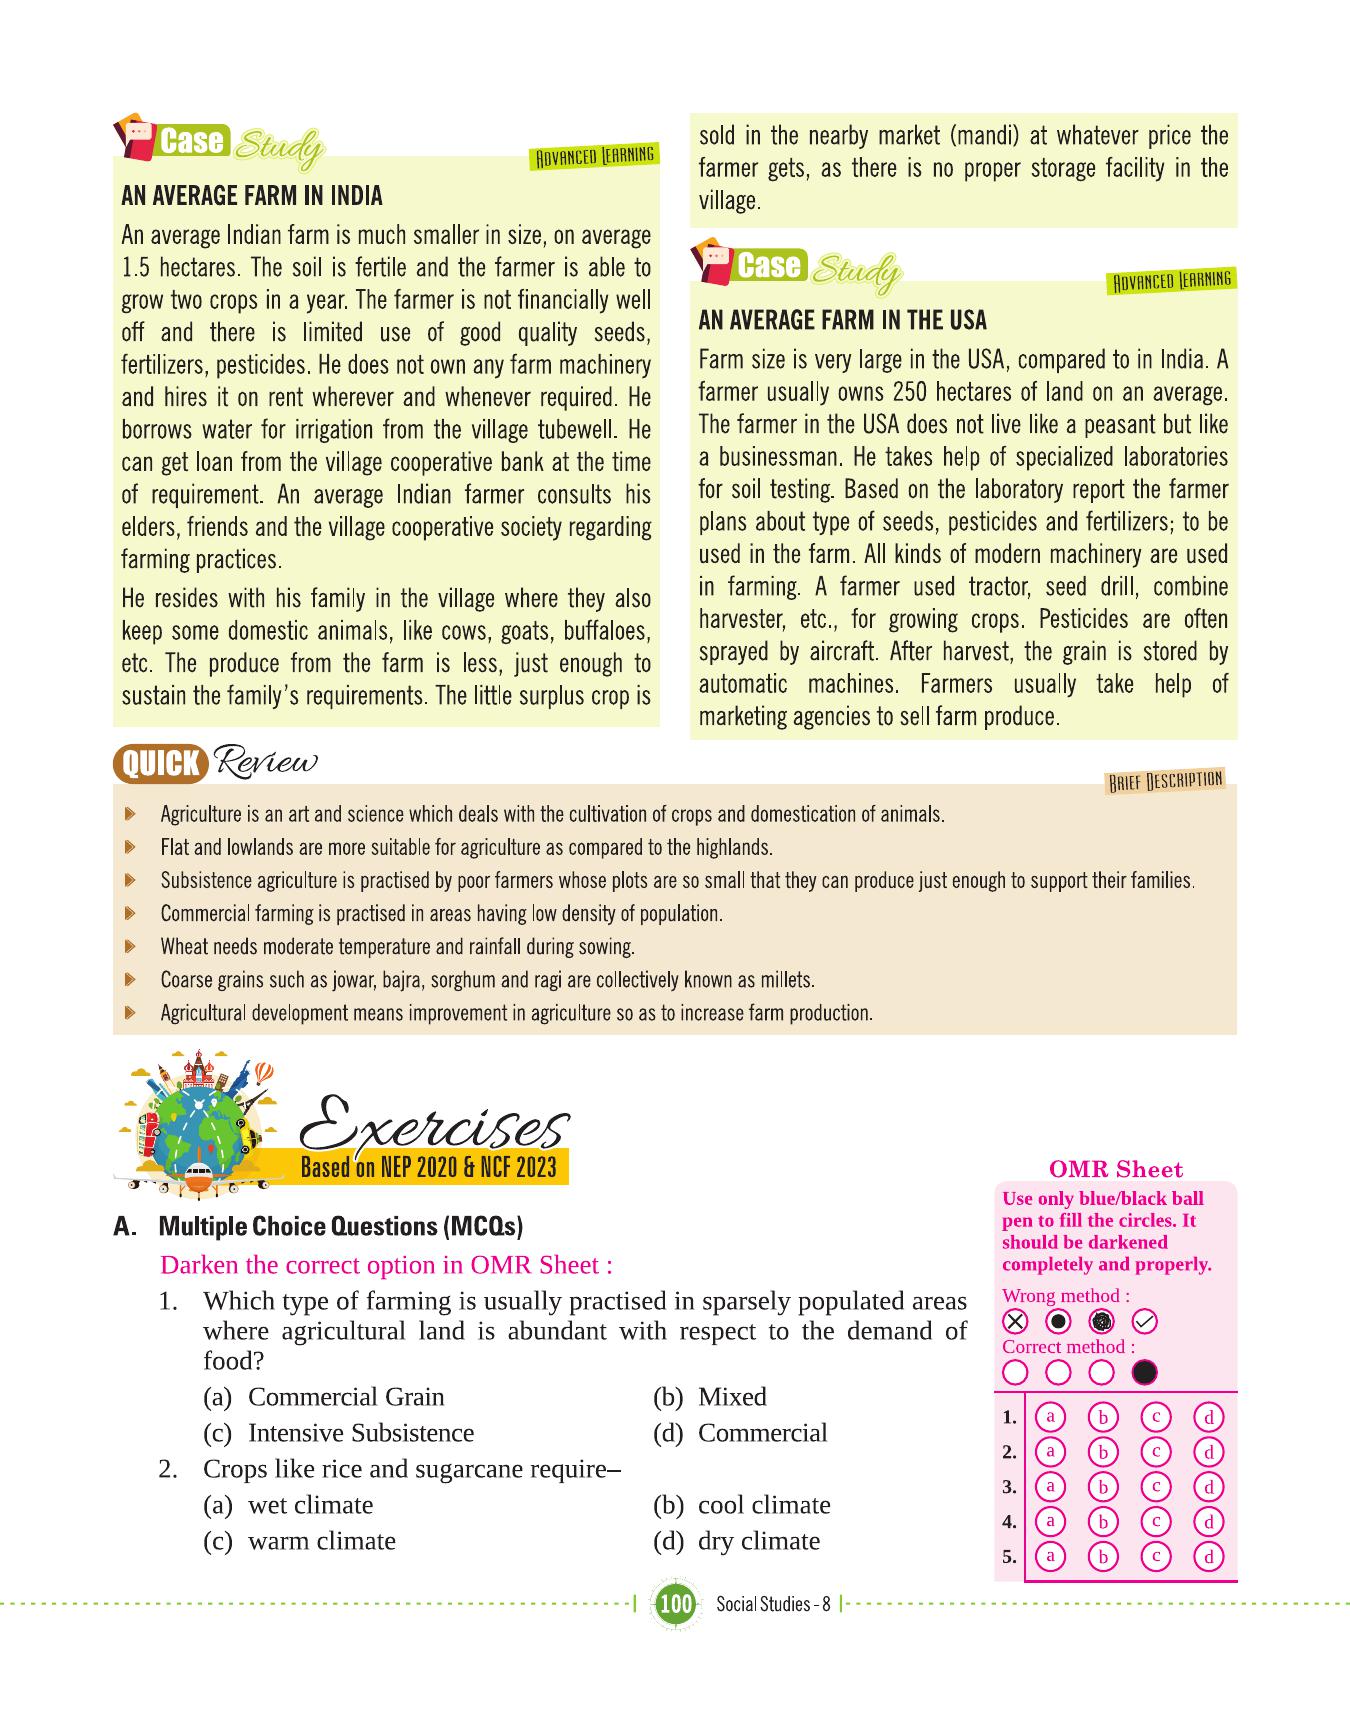 Case Study
ADVANCED LEARNING
AN AVERAGE FARM IN INDIA
An average Indian farm is much smaller in size, on average
1.5 hectares. The soil is fertile and the farmer is able to
grow two crops in a year. The farmer is not financially well
off and there is limited use of good quality seeds,
fertilizers, pesticides. He does not own any farm machinery
and hires it on rent wherever and whenever required. He
borrows water for irrigation from the village tubewell. He
can get loan from the village cooperative bank at the time
of requirement. An average Indian farmer consults his
elders, friends and the village cooperative society regarding
farming practices.
He resides with his family in the village where they also
keep some domestic animals, like cows, goats, buffaloes,
etc. The produce from the farm is less, just enough to
sustain the family's requirements. The little surplus crop is
sold in the nearby market (mandi) at whatever price the
farmer gets, as there is no proper storage facility in the
village.
Case Study
ADVANCED LEARNING
AN AVERAGE FARM IN THE USA
Farm size is very large in the USA, compared to in India. A
farmer usually owns 250 hectares of land on an average.
The farmer in the USA does not live like a peasant but like
a businessman. He takes help of specialized laboratories
for soil testing. Based on the laboratory report the farmer
plans about type of seeds, pesticides and fertilizers; to be
used in the farm. All kinds of modern machinery are used
in farming. A farmer used tractor, seed drill, combine
harvester, etc., for growing crops. Pesticides are often
sprayed by aircraft. After harvest, the grain is stored by
automatic machines. Farmers usually take help of
marketing agencies to sell farm produce.
QUICK Review
BRIEF DESCRIPTION
Agriculture is an art and science which deals with the cultivation of crops and domestication of animals.
Flat and lowlands are more suitable for agriculture as compared to the highlands.
Subsistence agriculture is practised by poor farmers whose plots are so small that they can produce just enough to support their families.
Commercial farming is practised in areas having low density of population.
Wheat needs moderate temperature and rainfall during sowing.
Coarse grains such as jowar, bajra, sorghum and ragi are collectively known as millets.
Agricultural development means improvement in agriculture so as to increase farm production.
Exercises
Based on NEP 2020 & NCF 2023
A. Multiple Choice Questions (MCQs)
Darken the correct option in OMR Sheet :
1. Which type of farming is usually practised in sparsely populated areas
where agricultural land is abundant with respect to the demand of
food?
(a) Commercial Grain (b) Mixed
(c) Intensive Subsistence (d) Commercial
2. Crops like rice and sugarcane require–
(a) wet climate (b) cool climate
(c) warm climate (d) dry climate
OMR Sheet
Use only blue/black ball
pen to fill the circles. It
should be darkened
completely and properly.
Wrong method :
Correct method :
1. a b c d
2. a b c d
3. a b c d
4. a b c d
5. a b c d
100 Social Studies - 8